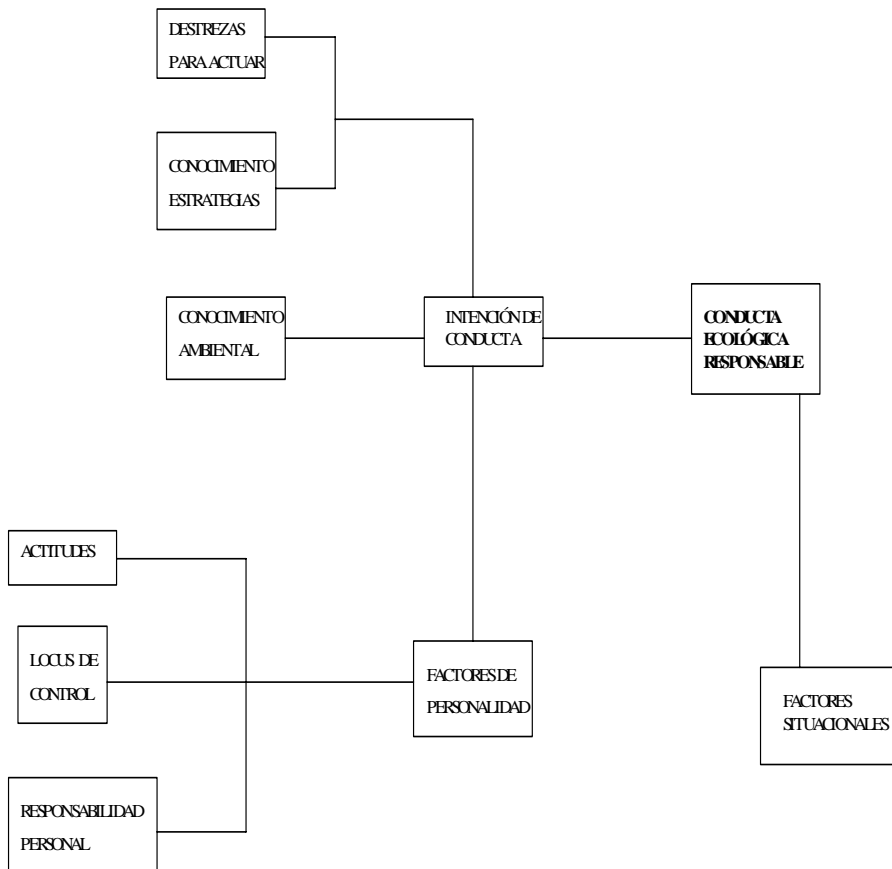 DESTREZAS
PARA ACTUAR
CONOCIMIENTO
ESTRATEGIAS
CONOCIMIENTO
AMBIENTAL
INTENCIÓN DE
CONDUCTA
CONDUCTA
ECOLÓGICA
RESPONSABLE
ACTITUDES
LOCUS DE
CONTROL
FACTORES DE
PERSONALIDAD
FACTORES
SITUACIONALES
RESPONSABILIDAD
PERSONAL